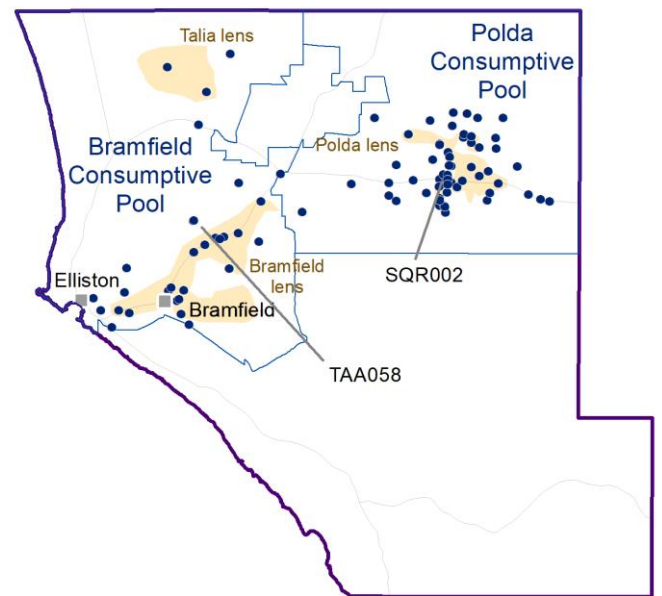 Talia lens
Polda
Consumptive
Pool
Polda lens
Bramfield
Consumptive
Pool
Elliston
Bramfield
lens
SQR002
Bramfield
TAA058